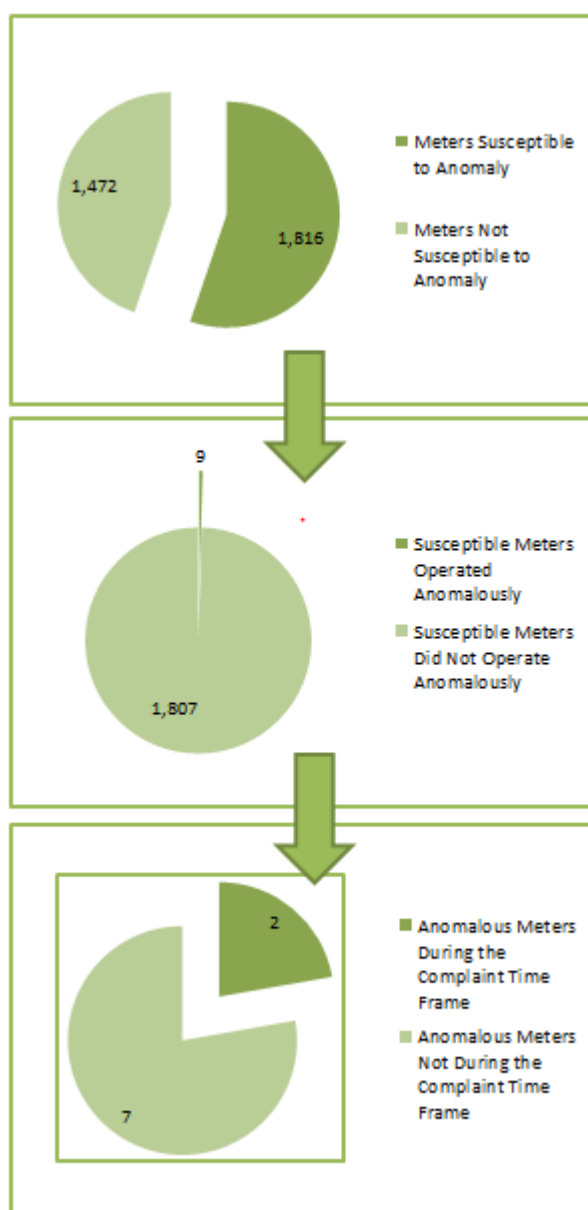 1,472
1,816
Meters Susceptible
to Anomaly
Meters Not
Susceptible to
Anomaly
9
1,807
Susceptible Meters
Operated
Anomalously
Susceptible Meters
Did Not Operate
Anomalously
2
7
Anomalous Meters
During the
Complaint Time
Frame
Anomalous Meters
Not During the
Complaint Time
Frame